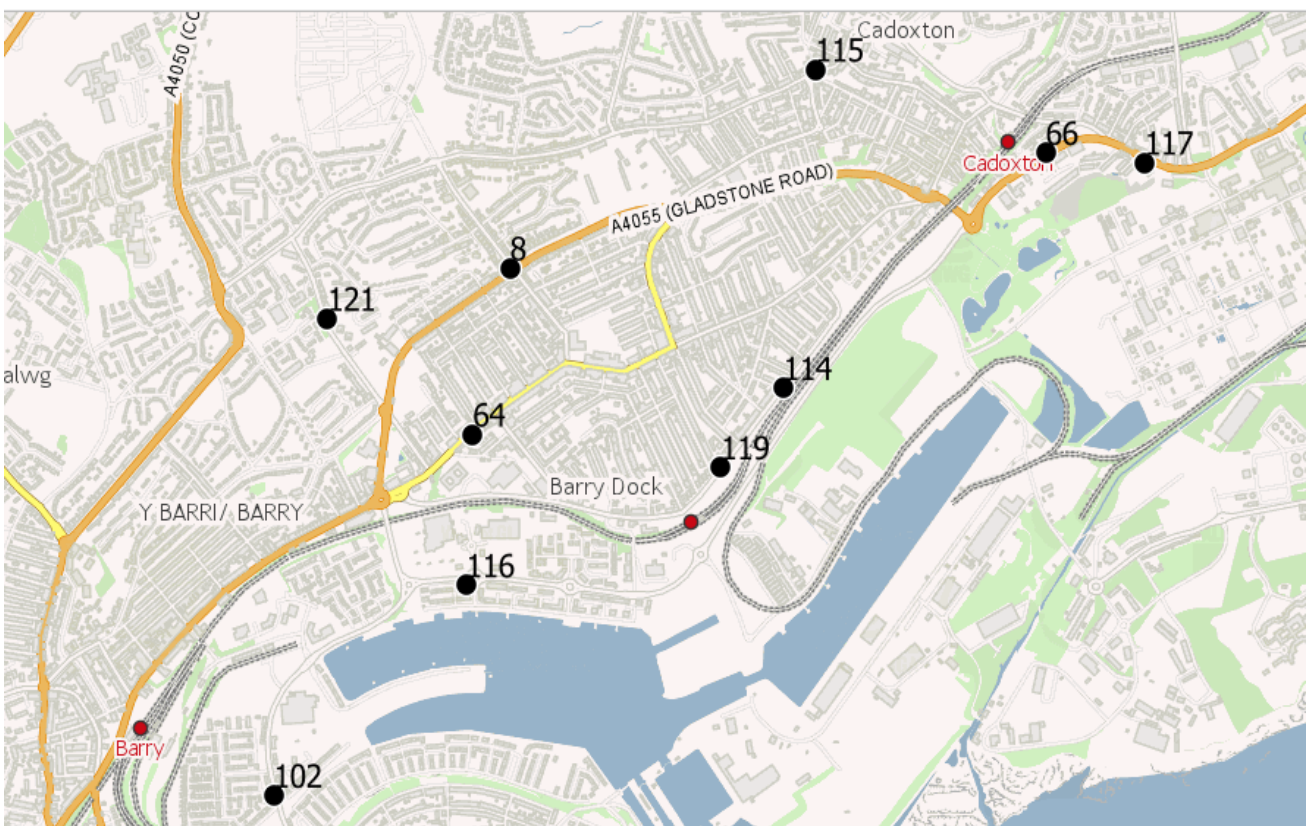 Cadoxton
115
A4050 (CO
66
117
Cadoxton
A4055 (GLADSTONE ROAD)
8
121
alwg
114
64
119
Barry Dock
Y BARRI/ BARRY
116
Barry
102